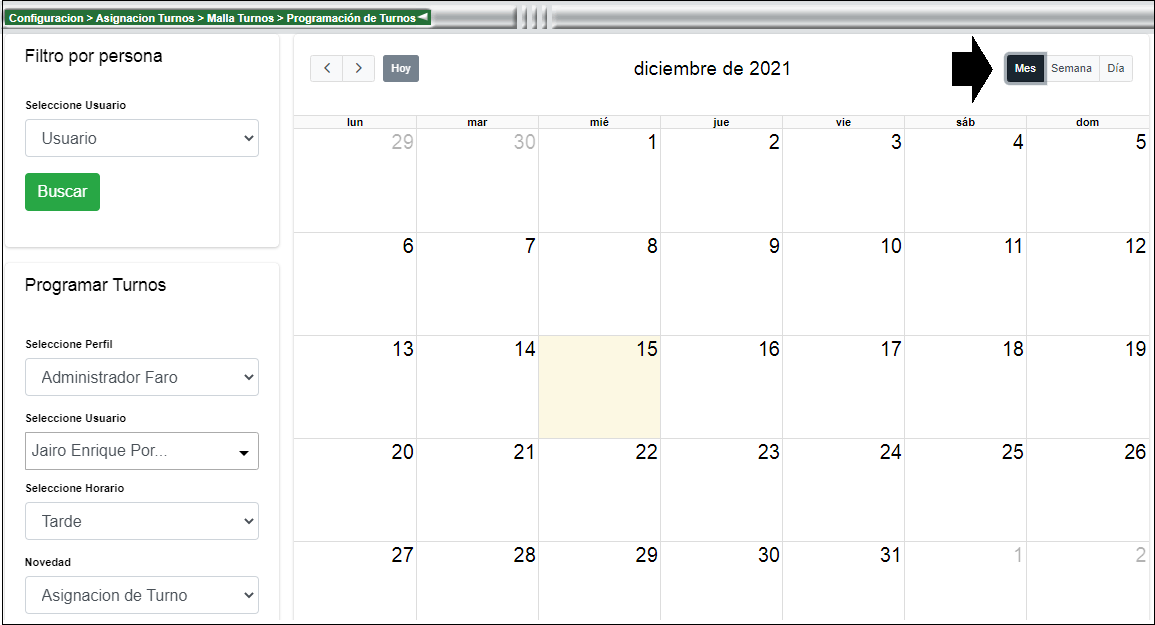 Configuracion > Asignacion Turnos > Malla Turnos > Programación de Turnos
Filtro por persona
Seleccione Usuario
Usuario
Buscar
Programar Turnos
Seleccione Perfil
Administrador Faro
Seleccione Usuario
Jairo Enrique Por...
Seleccione Horario
Tarde
Novedad
Asignacion de Turno
Hoy
diciembre de 2021
Mes Semana Día
lun mar mié jue vie sáb dom
29 30 1 2 3 4 5
6 7 8 9 10 11 12
13 14 15 16 17 18 19
20 21 22 23 24 25 26
27 28 29 30 31 1 2